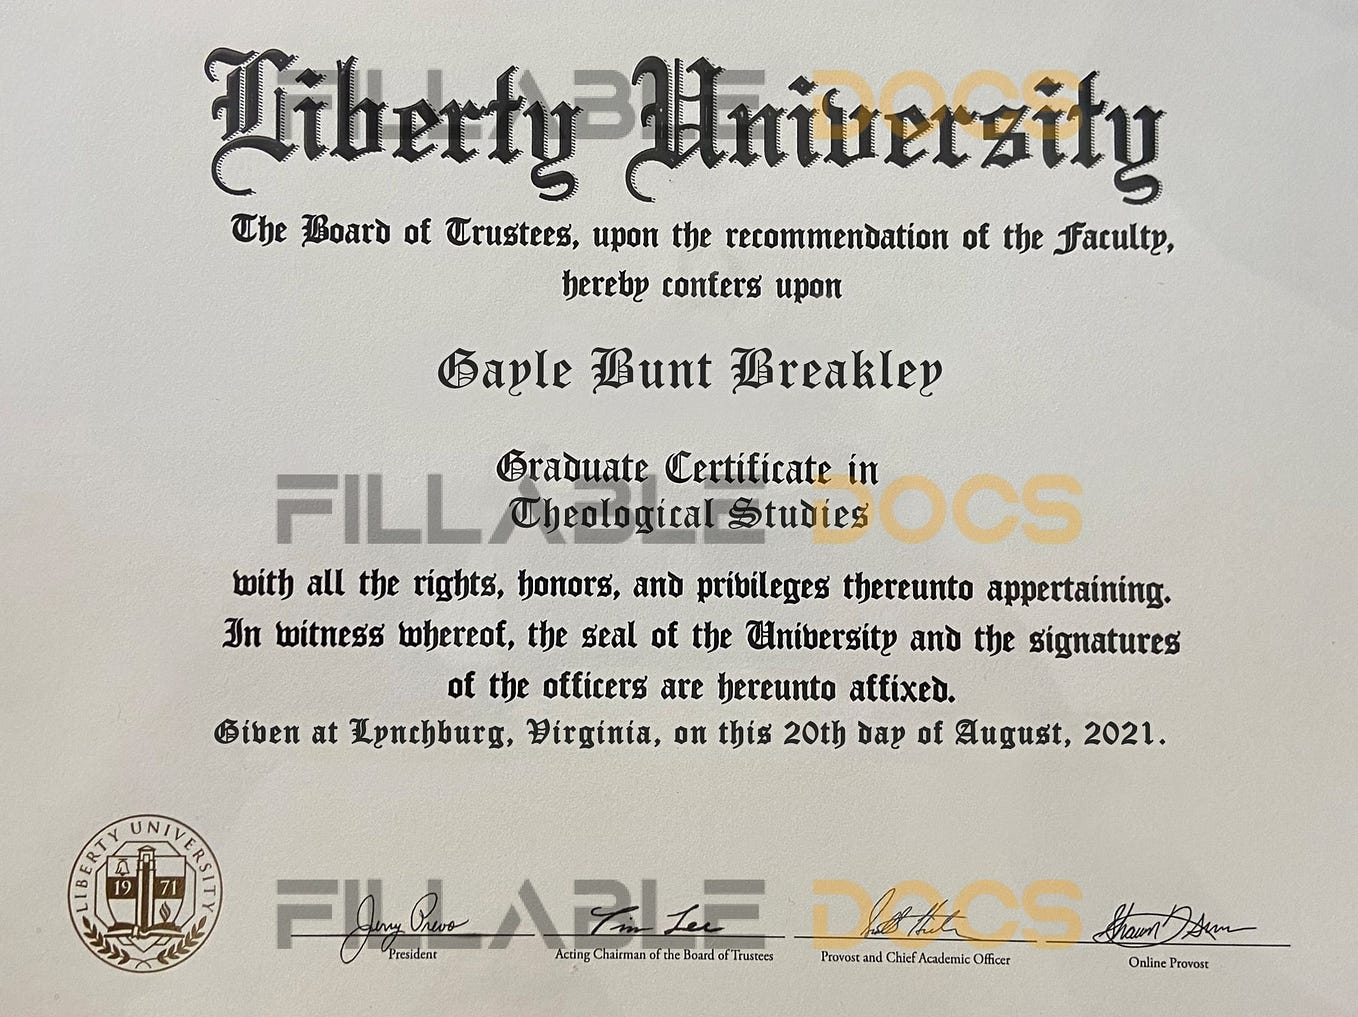 Liberty University
FILLABLE DOCS
The Board of Trustees, upon the recommendation of the Faculty,
hereby confers upon
Gayle Bunt Breakley
Graduate Certificate in
Theological Studies
FILLABLE DOCS
with all the rights, honors, and privileges thereunto appertaining.
In witness whereof, the seal of the University and the signatures
of the officers are hereunto affixed.
Given at Lynchburg, Virginia, on this 20th day of August, 2021.
LIBERTY UNIVERSITY
19 71
FILLABLE DOCS
Jerry Prevo
Tim Lee
President
Acting Chairman of the Board of Trustees
Provost and Chief Academic Officer
Online Provost